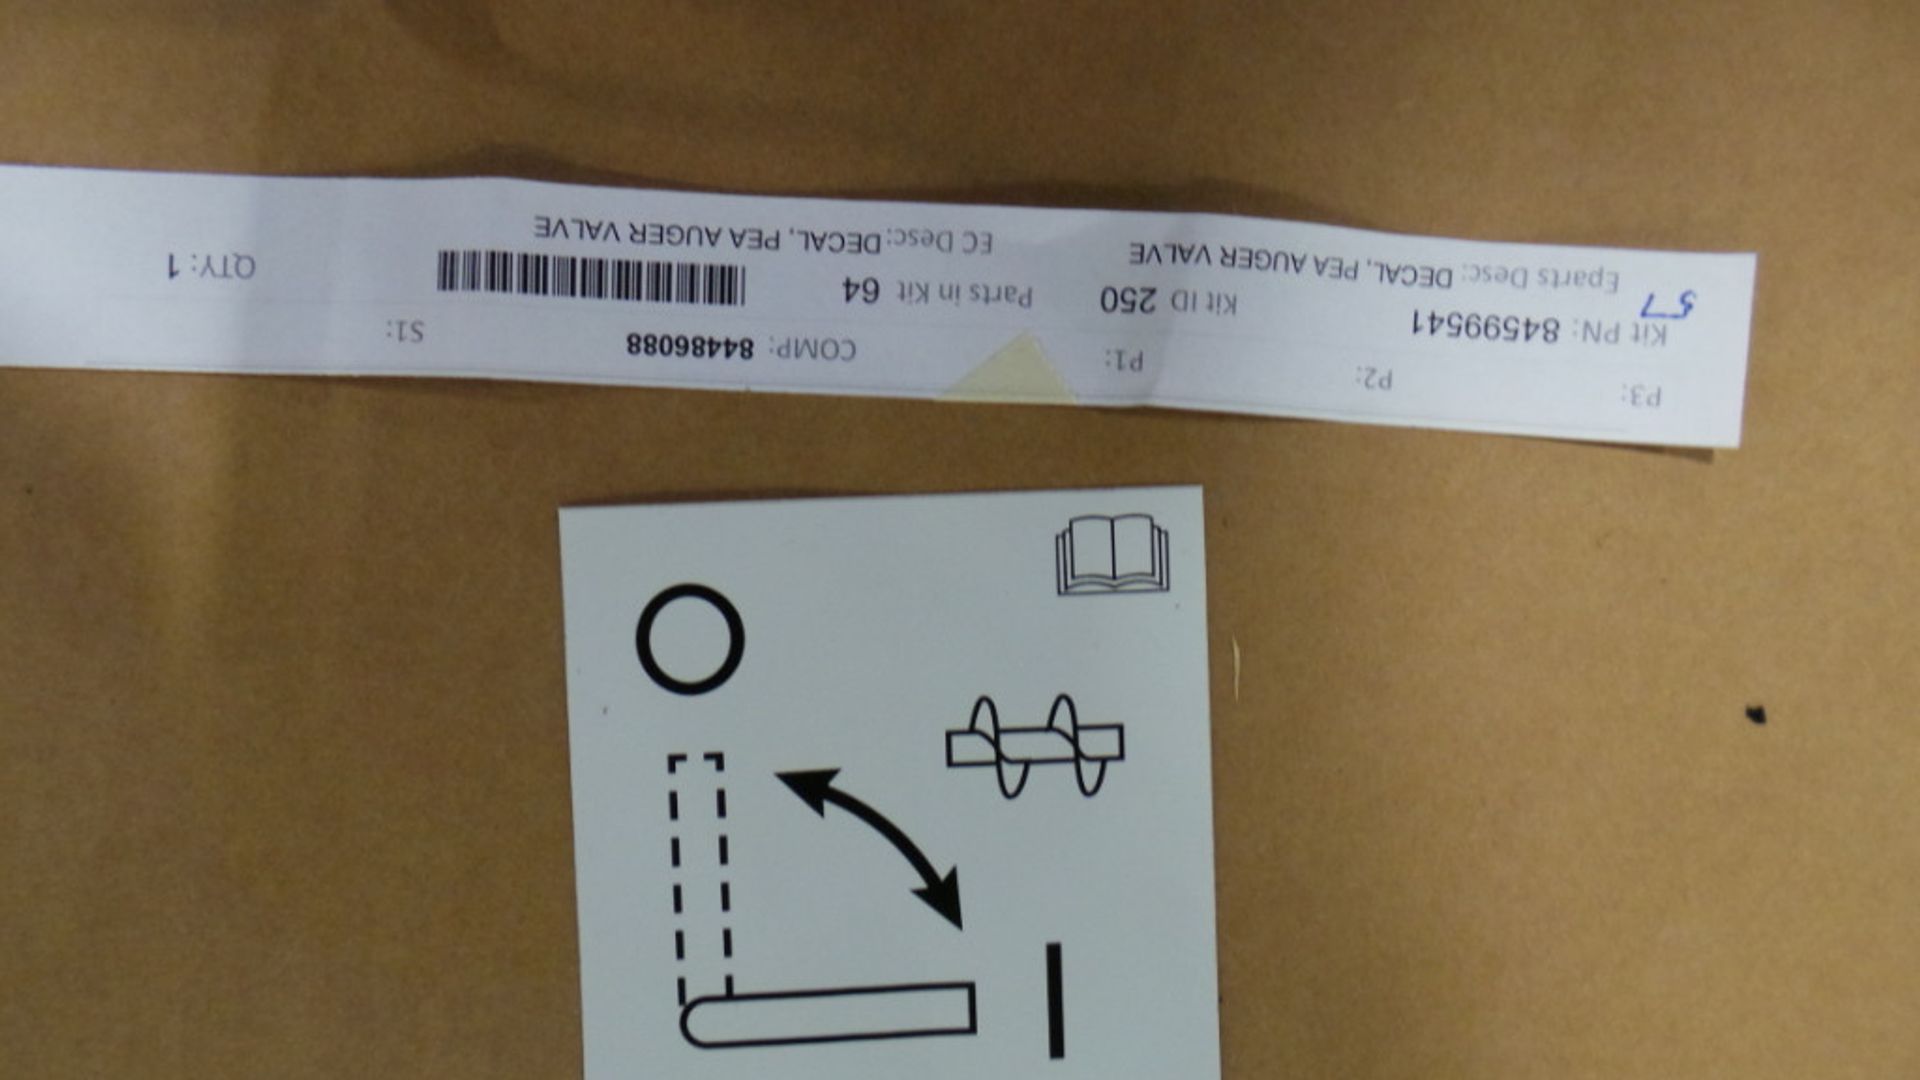 P3:
P2:
P1:
COMP: 84486088
S1:
Kit PN: 84599541
Kit ID 250
Parts in Kit 64
QTY: 1
57
Eparts Desc: DECAL, PEA AUGER VALVE
EC Desc: DECAL, PEA AUGER VALVE